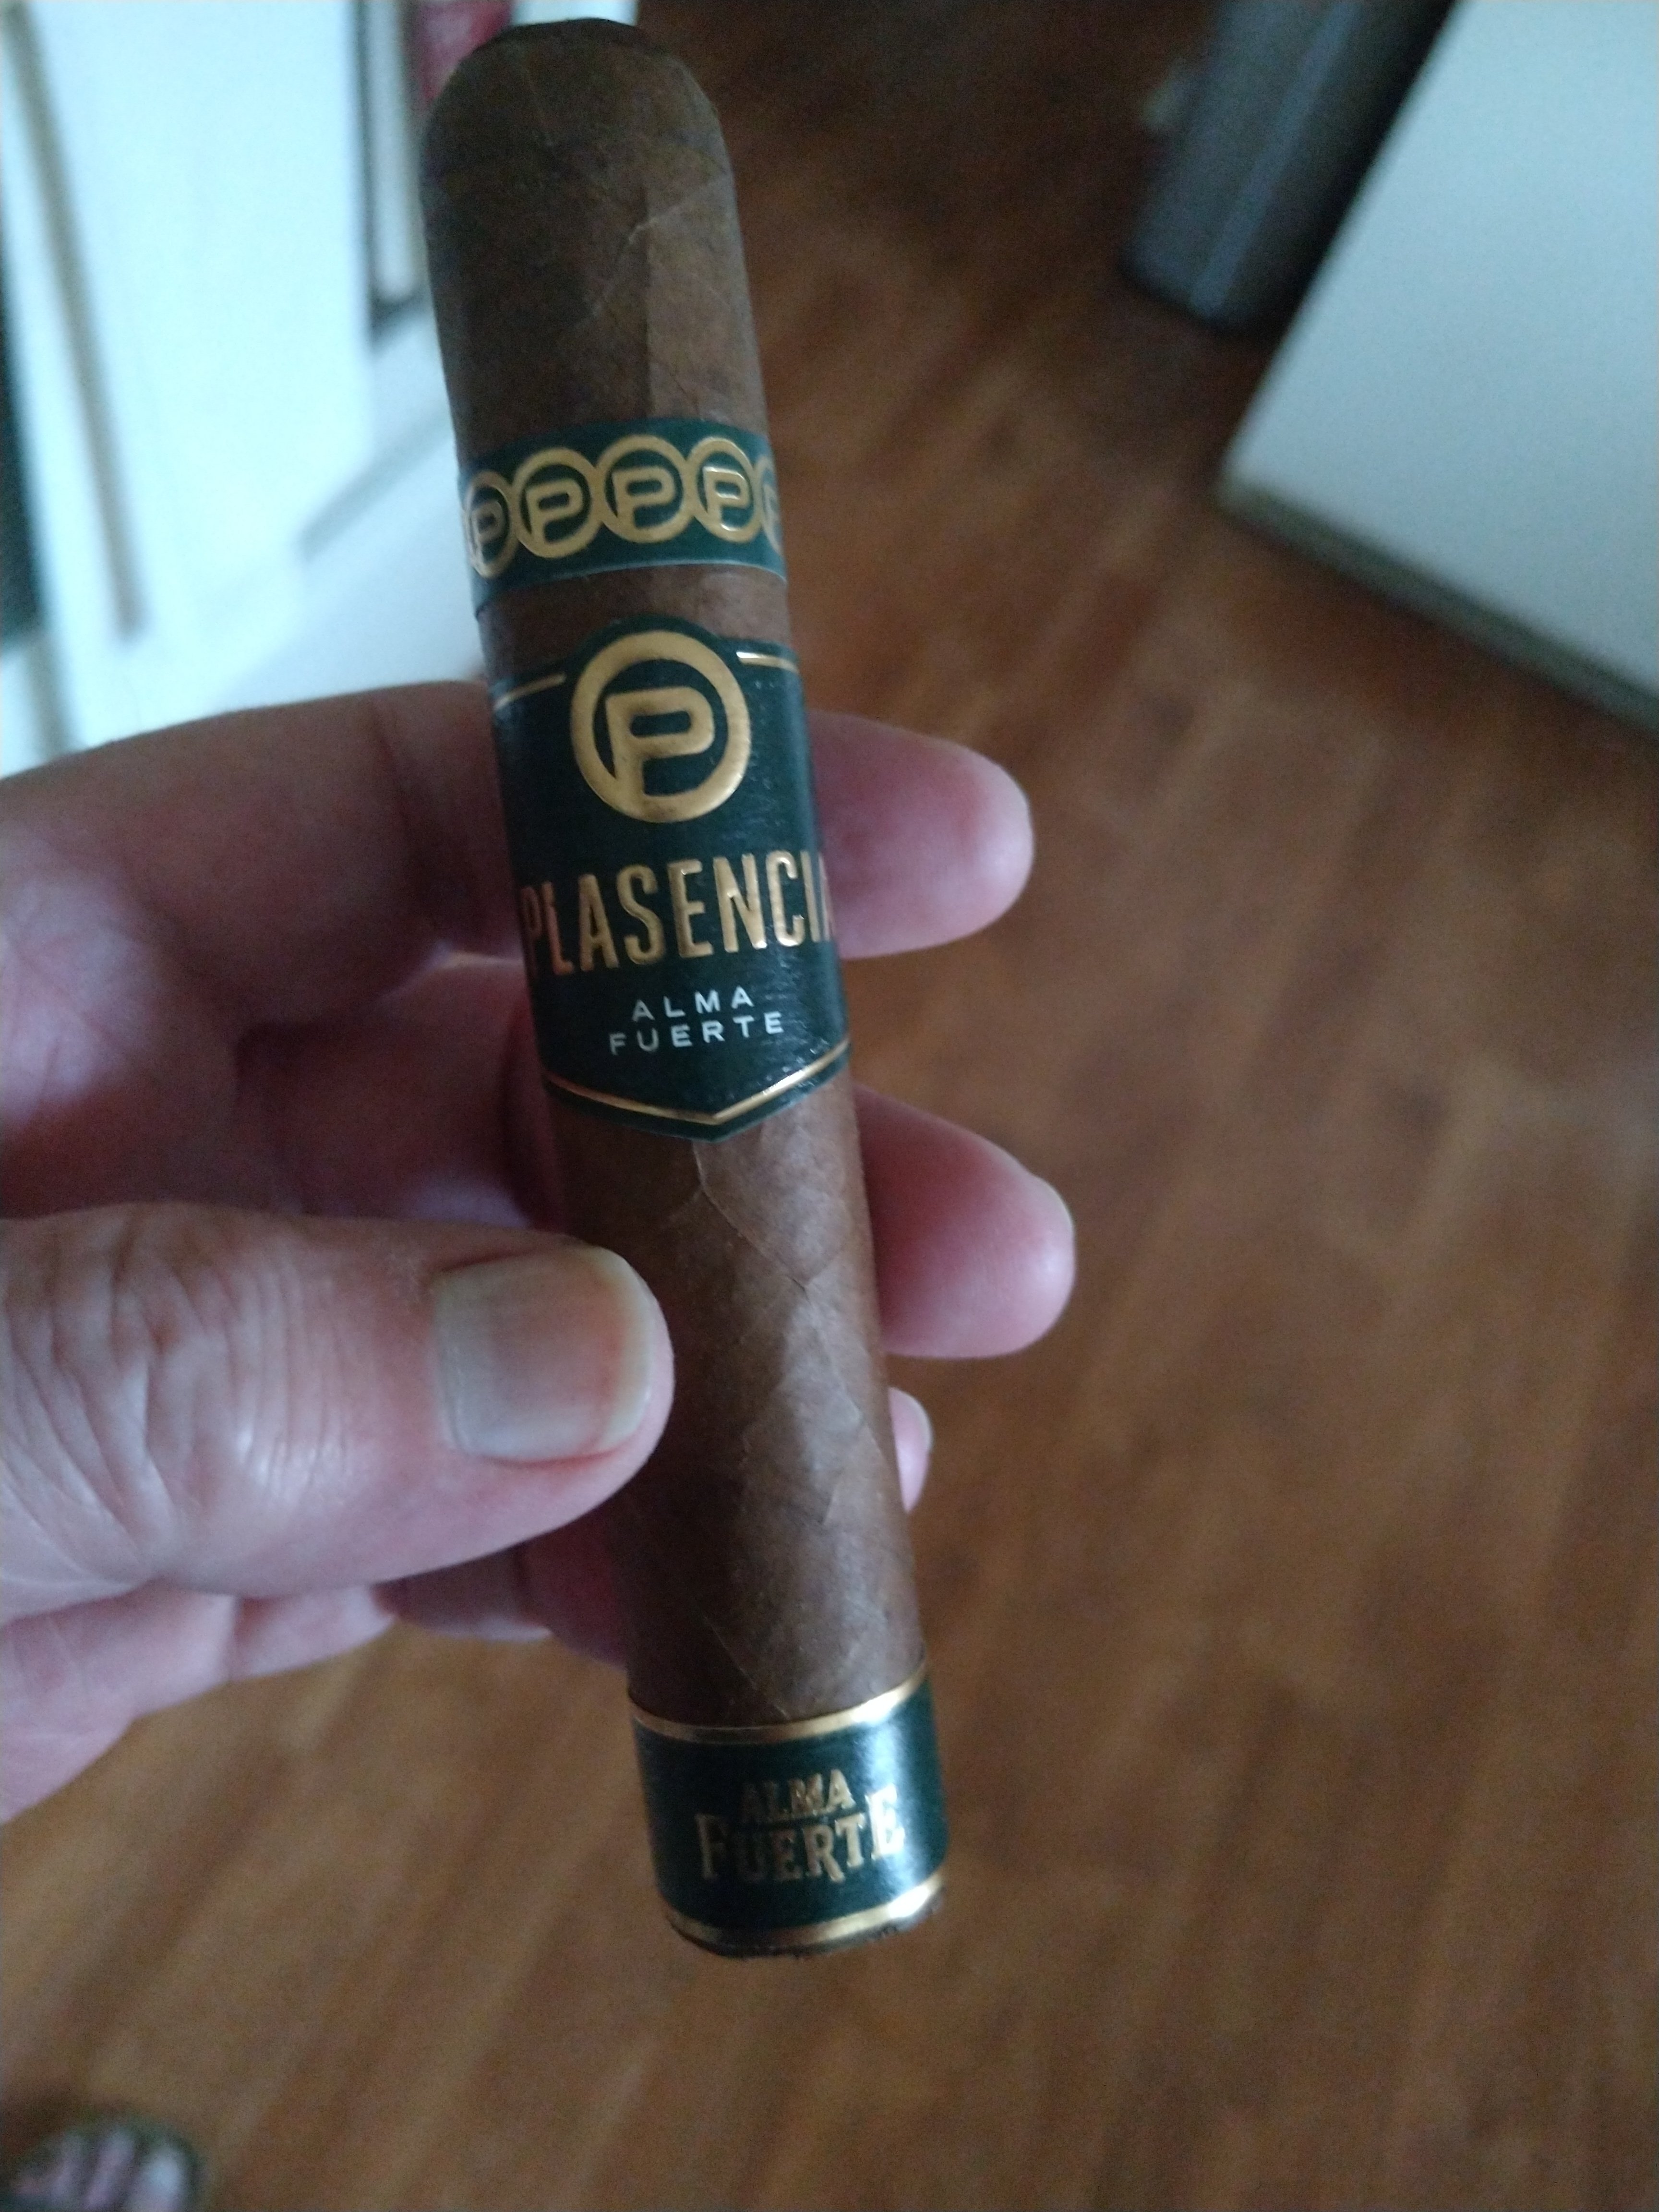 P P P P P
P
PLASENCIA
ALMA
FUERTE
ALMA
FUERTE